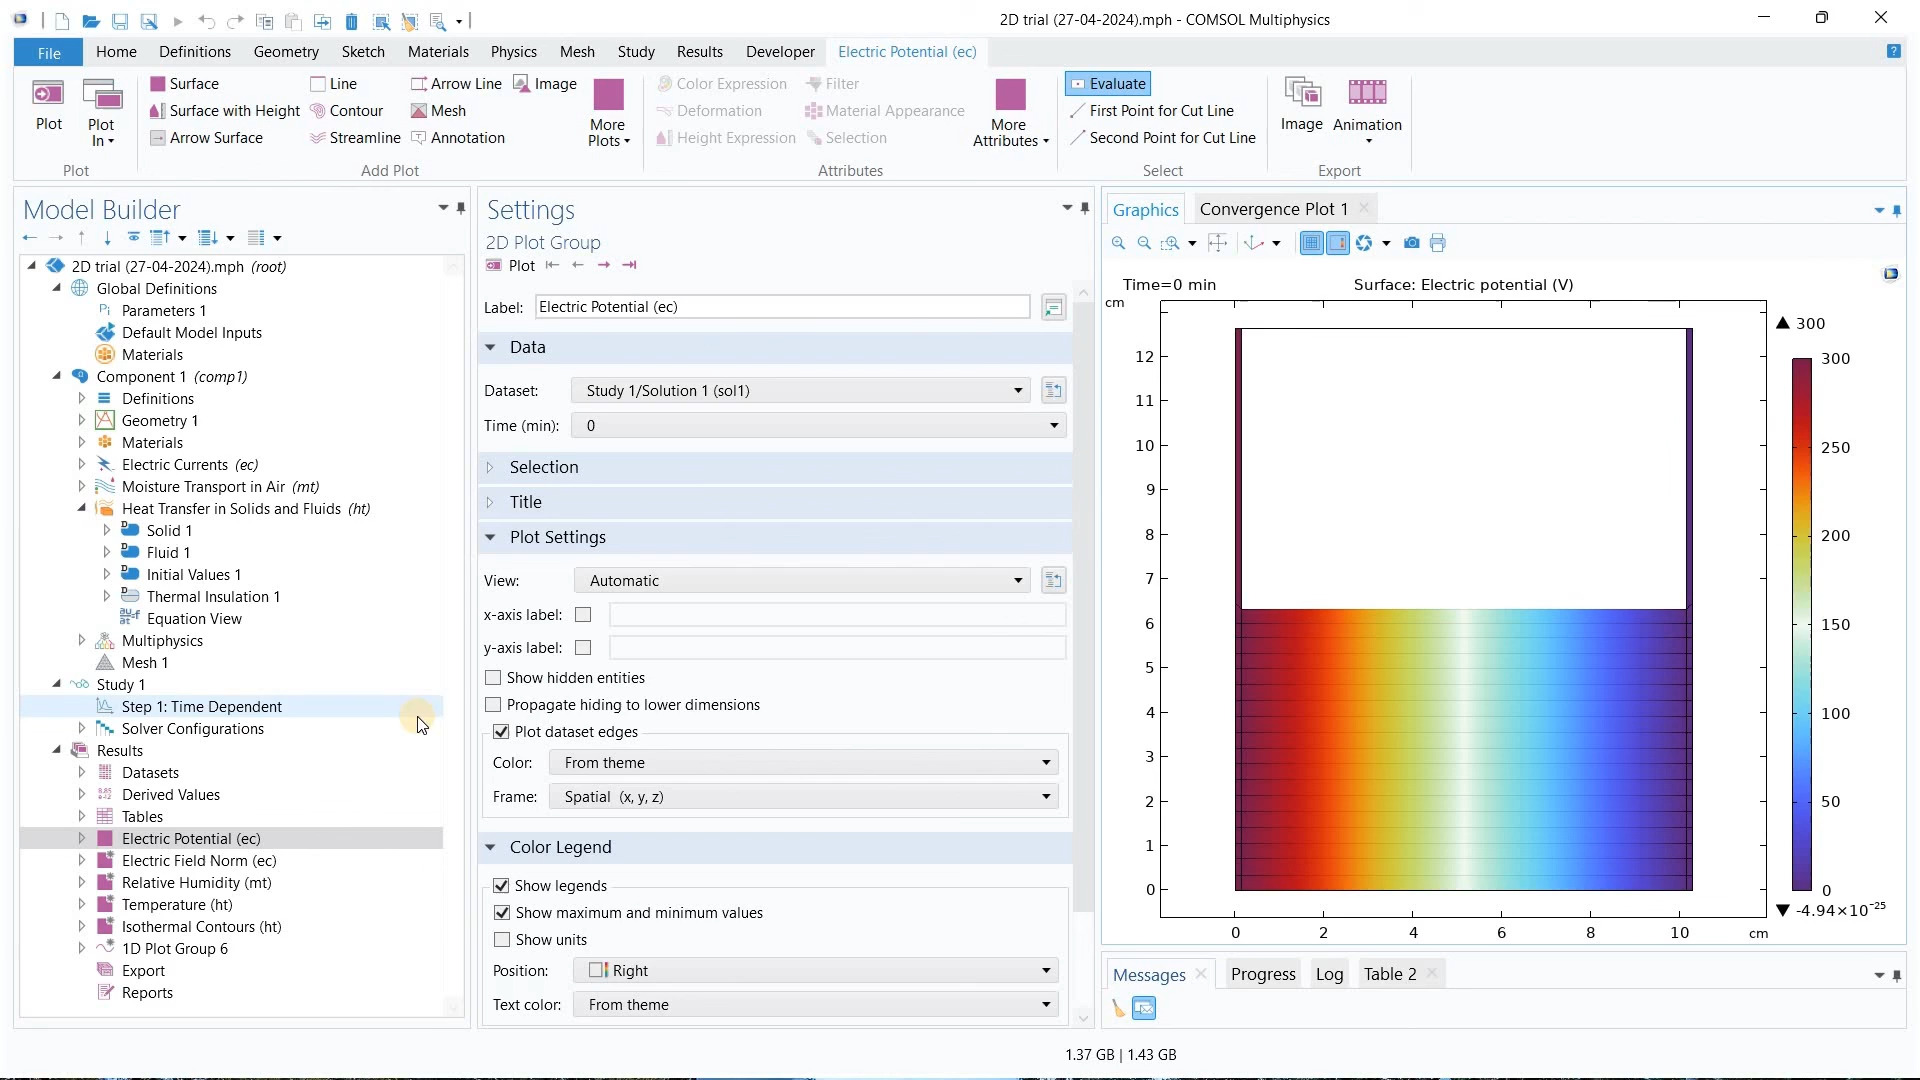 2D trial (27-04-2024).mph - COMSOL Multiphysics
File Home Definitions Geometry Sketch Materials Physics Mesh Study Results Developer Electric Potential (ec)
Plot
Plot In
Plot
Surface
Surface with Height
Arrow Surface
Line
Contour
Streamline
Arrow Line
Mesh
Annotation
Image
More Plots
Add Plot
Color Expression
Deformation
Height Expression
Filter
Material Appearance
Selection
More Attributes
Attributes
Evaluate
First Point for Cut Line
Second Point for Cut Line
Select
Image
Animation
Export
Model Builder
2D trial (27-04-2024).mph (root)
Global Definitions
Pi Parameters 1
Default Model Inputs
Materials
Component 1 (comp1)
Definitions
Geometry 1
Materials
Electric Currents (ec)
Moisture Transport in Air (mt)
Heat Transfer in Solids and Fluids (ht)
D Solid 1
D Fluid 1
D Initial Values 1
D Thermal Insulation 1
Equation View
Multiphysics
Mesh 1
Study 1
Step 1: Time Dependent
Solver Configurations
Results
Datasets
8.85 e-12 Derived Values
Tables
Electric Potential (ec)
Electric Field Norm (ec)
Relative Humidity (mt)
Temperature (ht)
Isothermal Contours (ht)
1D Plot Group 6
Export
Reports
Settings
2D Plot Group
Plot
Label: Electric Potential (ec)
Data
Dataset: Study 1/Solution 1 (sol1)
Time (min): 0
Selection
Title
Plot Settings
View: Automatic
x-axis label:
y-axis label:
Show hidden entities
Propagate hiding to lower dimensions
Plot dataset edges
Color: From theme
Frame: Spatial (x, y, z)
Color Legend
Show legends
Show maximum and minimum values
Show units
Position: Right
Text color: From theme
Graphics Convergence Plot 1
Time=0 min Surface: Electric potential (V)
cm
12
11
10
9
8
7
6
5
4
3
2
1
0
0 2 4 6 8 10 cm
▲ 300
300
250
200
150
100
50
0
▼ -4.94×10⁻²⁵
Messages Progress Log Table 2
1.37 GB | 1.43 GB